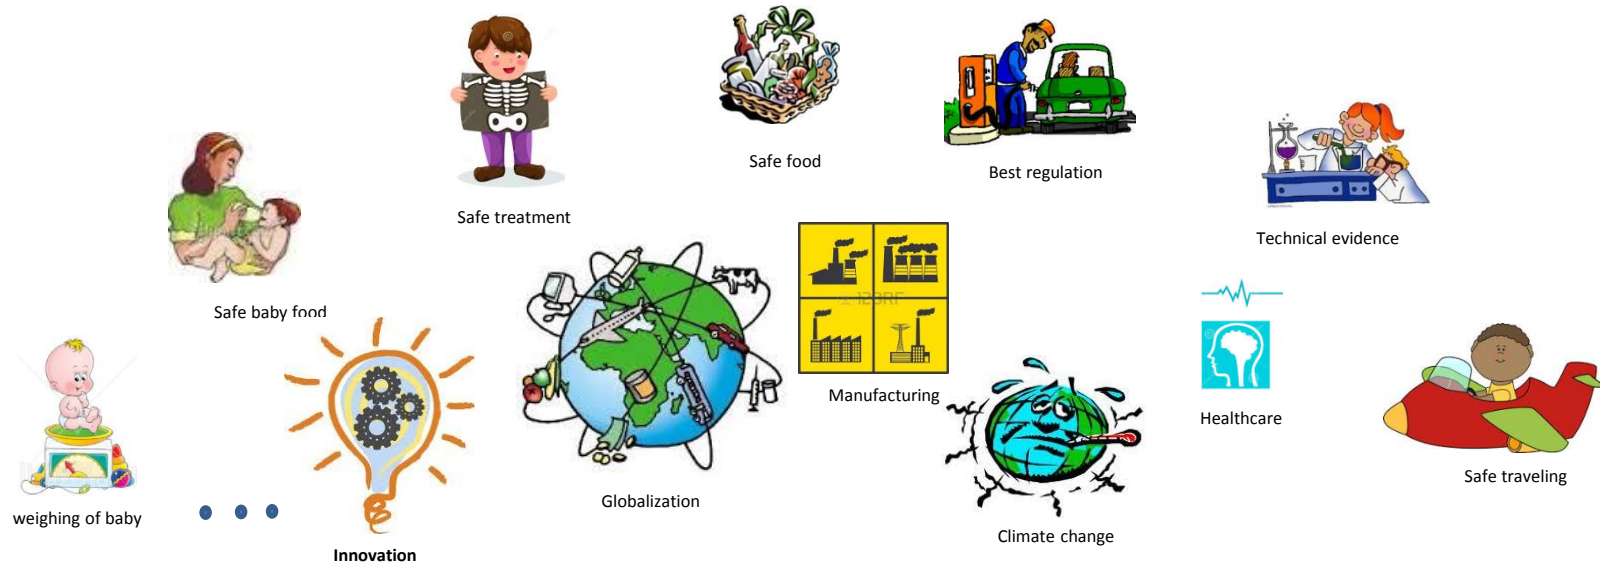 Safe food
Best regulation
Safe treatment
Technical evidence
Safe baby food
Manufacturing
Healthcare
Safe traveling
Globalization
weighing of baby
Climate change
Innovation